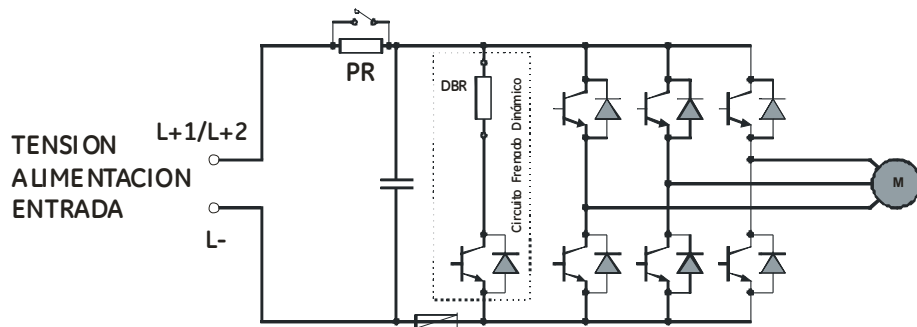 PR
DBR
Circuito Frenado Dinámico
L+1/L+2
TENSION
ALIMENTACION
ENTRADA
L-
M